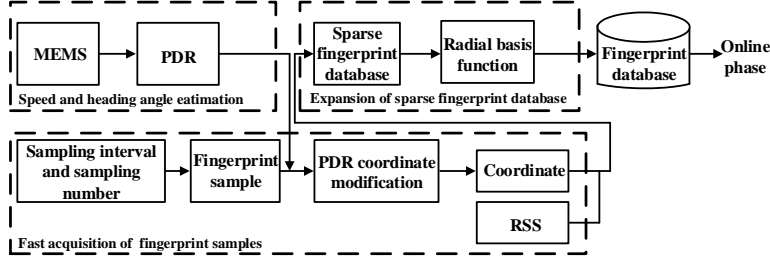 MEMS
PDR
Speed and heading angle eatimation
Sparse
fingerprint
database
Radial basis
function
Expansion of sparse fingerprint database
Fingerprint
database
Online
phase
Sampling interval
and sampling
number
Fingerprint
sample
PDR coordinate
modification
Coordinate
RSS
Fast acquisition of fingerprint samples